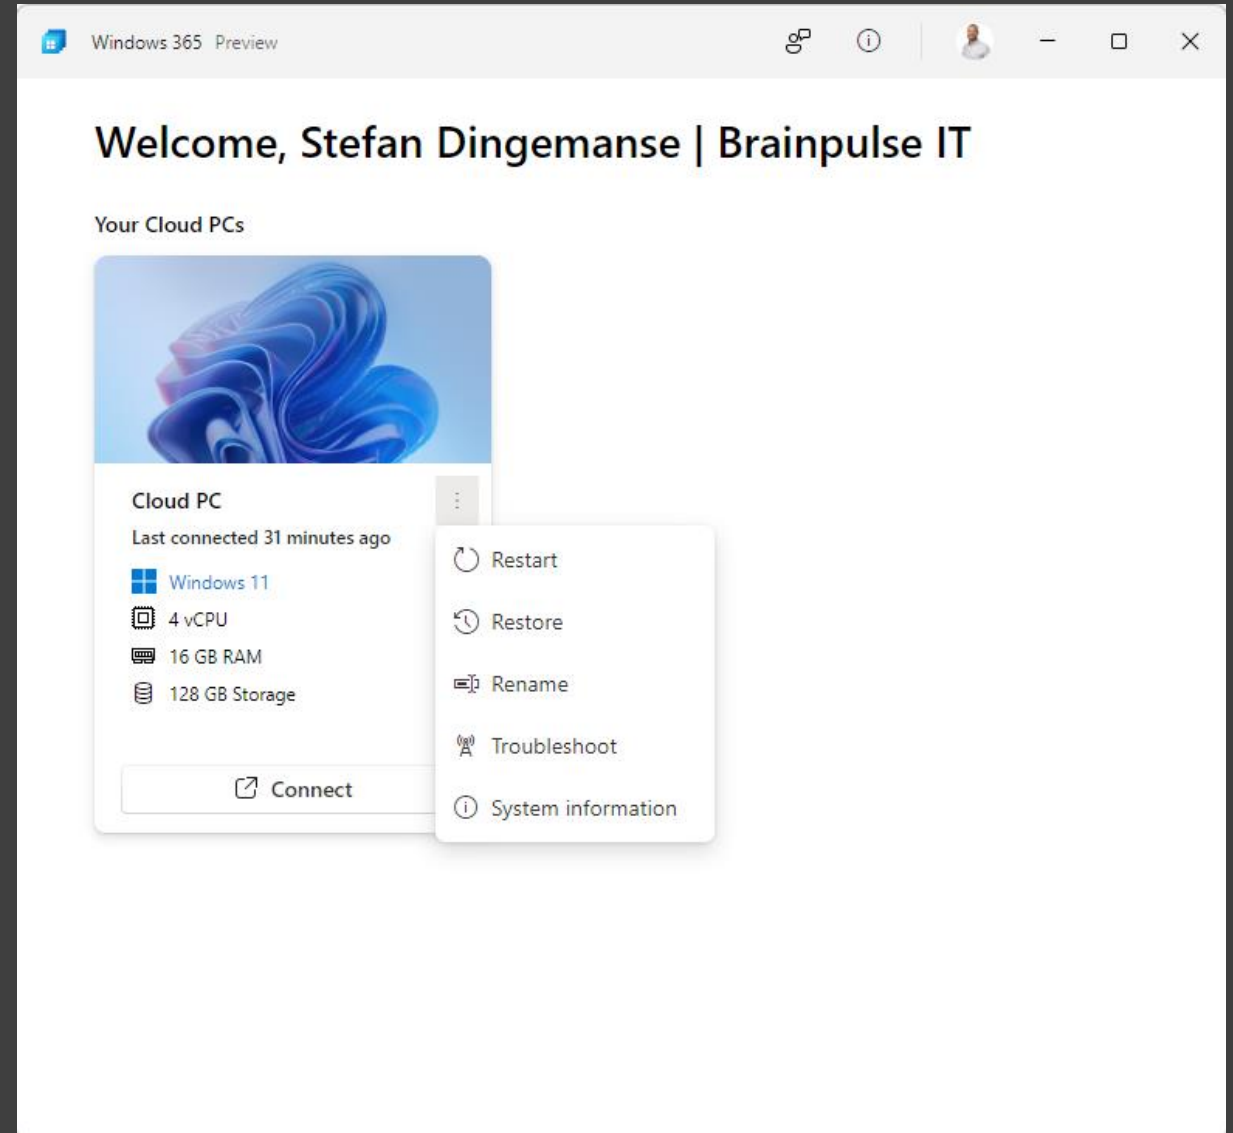 Windows 365 Preview
Welcome, Stefan Dingemanse | Brainpulse IT
Your Cloud PCs
Cloud PC
Last connected 31 minutes ago
Windows 11
4 vCPU
16 GB RAM
128 GB Storage
Connect
Restart
Restore
Rename
Troubleshoot
System information